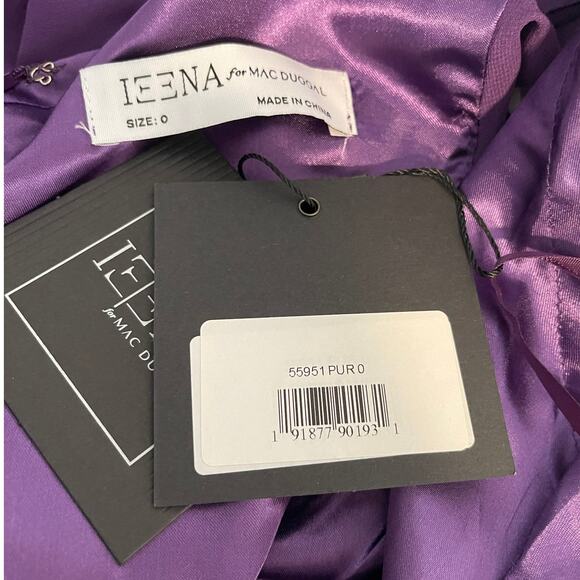 IEENA for MAC DUGGAL
SIZE: 0
MADE IN CHINA
IEE
for MAC DU
55951 PUR 0
1 91877 90193 1